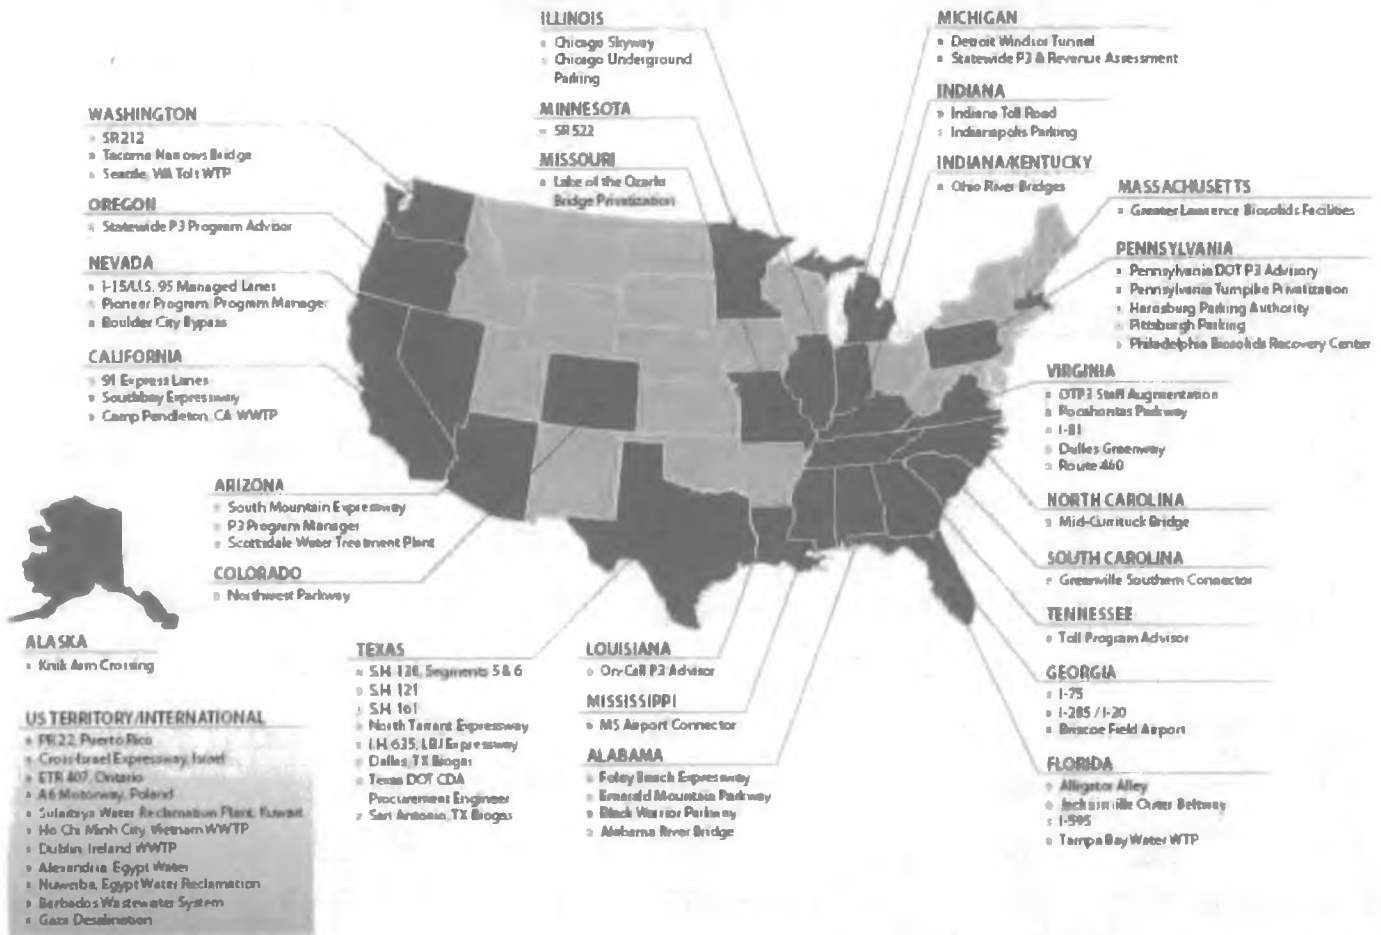 ILLINOIS
Chicago Skyway
Chicago Underground
Parking
MINNESOTA
SR 522
MISSOURI
Lake of the Ozarks
Bridge Privatization
MICHIGAN
Detroit Windsor Tunnel
Statewide P3 & Revenue Assessment
INDIANA
Indiana Toll Road
Indianapolis Parking
INDIANA/KENTUCKY
Ohio River Bridges
MASSACHUSETTS
Greater Lawrence Biosolids Facilities
PENNSYLVANIA
Pennsylvania DOT P3 Advisory
Pennsylvania Turnpike Privatization
Harrisburg Parking Authority
Pittsburgh Parking
Philadelphia Biosolids Recovery Center
WASHINGTON
SR 212
Tacoma Narrows Bridge
Seattle, WA Tolt WTP
OREGON
Statewide P3 Program Advisor
NEVADA
I-15/U.S. 95 Managed Lanes
Pioneer Program, Program Manager
Boulder City Bypass
CALIFORNIA
91 Express Lanes
Southbay Expressway
Camp Pendleton, CA WWTP
VIRGINIA
OTP3 Staff Augmentation
Pocahontas Parkway
I-81
Dulles Greenway
Route 460
ARIZONA
South Mountain Expressway
P3 Program Manager
Scottsdale Water Treatment Plant
COLORADO
Northwest Parkway
NORTH CAROLINA
Mid-Currituck Bridge
SOUTH CAROLINA
Greenville Southern Connector
TENNESSEE
Toll Program Advisor
GEORGIA
I-75
I-285 / I-20
Briscoe Field Airport
FLORIDA
Alligator Alley
Jacksonville Outer Beltway
I-595
Tampa Bay Water WTP
ALASKA
Knik Arm Crossing
TEXAS
S.H. 130, Segments 5 & 6
S.H. 121
S.H. 161
North Tarrant Expressway
I.H. 635, LBJ Expressway
Dallas, TX Biogas
Texas DOT CDA
Procurement Engineer
San Antonio, TX Biogas
LOUISIANA
On-Call P3 Advisor
MISSISSIPPI
MS Airport Connector
ALABAMA
Foley Beach Expressway
Emerald Mountain Parkway
Black Warrior Parkway
Alabama River Bridge
US TERRITORY/INTERNATIONAL
PR 22, Puerto Rico
Cross-Israel Expressway, Israel
ETR 407, Ontario
A6 Motorway, Poland
Sulaibiya Water Reclamation Plant, Kuwait
Ho Chi Minh City, Vietnam WWTP
Dublin, Ireland WWTP
Alexandria, Egypt Water
Nuweiba, Egypt Water Reclamation
Barbados Wastewater System
Gaza Desalination